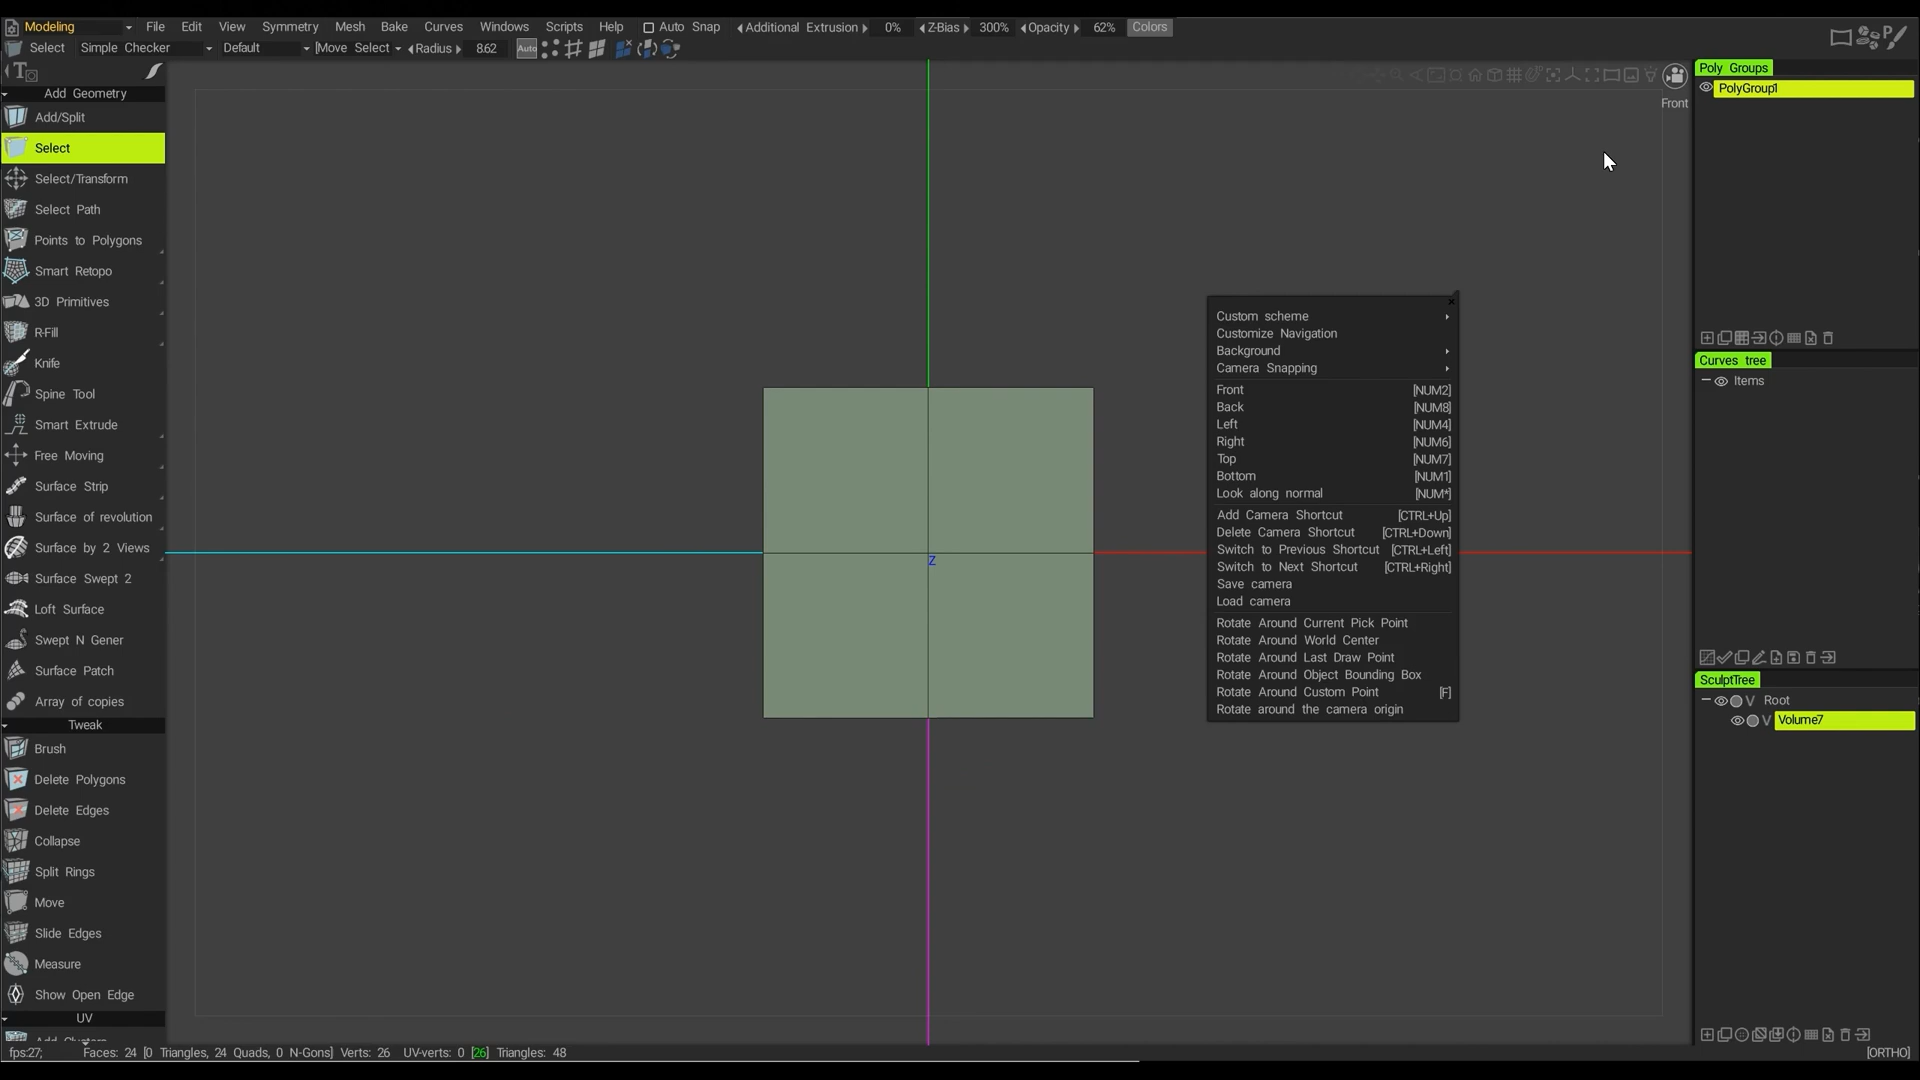 Modeling File Edit View Symmetry Mesh Bake Curves Windows Scripts Help Auto Snap Additional Extrusion 0% Z-Bias 300% Opacity 62% Colors
Select Simple Checker Default [Move Select Radius 8.62 Auto
T
Add Geometry
Add/Split
Select
Select/Transform
Select Path
Points to Polygons
Smart Retopo
3D Primitives
R-Fill
Knife
Spine Tool
Smart Extrude
Free Moving
Surface Strip
Surface of revolution
Surface by 2 Views
Surface Swept 2
Loft Surface
Swept N Gener
Surface Patch
Array of copies
Tweak
Brush
Delete Polygons
Delete Edges
Collapse
Split Rings
Move
Slide Edges
Measure
Show Open Edge
UV
Front
Z
Custom scheme
Customize Navigation
Background
Camera Snapping
Front [NUM2]
Back [NUM8]
Left [NUM4]
Right [NUM6]
Top [NUM7]
Bottom [NUM1]
Look along normal [NUM*]
Add Camera Shortcut [CTRL+Up]
Delete Camera Shortcut [CTRL+Down]
Switch to Previous Shortcut [CTRL+Left]
Switch to Next Shortcut [CTRL+Right]
Save camera
Load camera
Rotate Around Current Pick Point
Rotate Around World Center
Rotate Around Last Draw Point
Rotate Around Object Bounding Box
Rotate Around Custom Point [F]
Rotate around the camera origin
Poly Groups
PolyGroup1
Curves tree
Items
SculptTree
V Root
V Volume7
fps:27; Faces: 24 [0 Triangles, 24 Quads, 0 N-Gons] Verts: 26 UV-verts: 0 [26] Triangles: 48
[ORTHO]